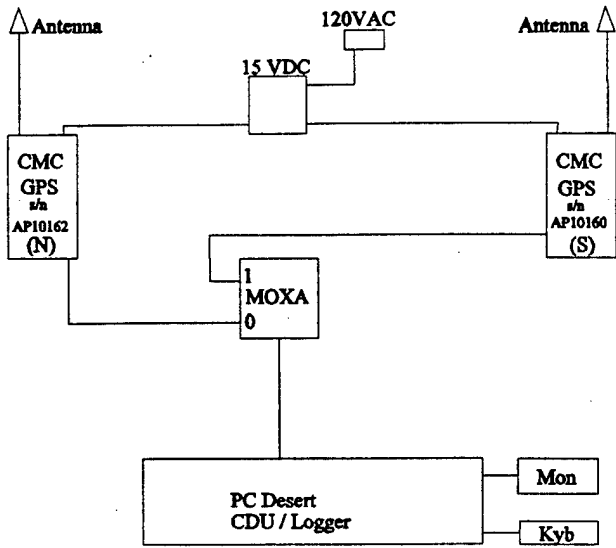 Antenna
120VAC
Antenna
15 VDC
CMC
GPS
s/n
AP10162
(N)
CMC
GPS
s/n
AP10160
(S)
1
MOXA
0
PC Desert
CDU / Logger
Mon
Kyb